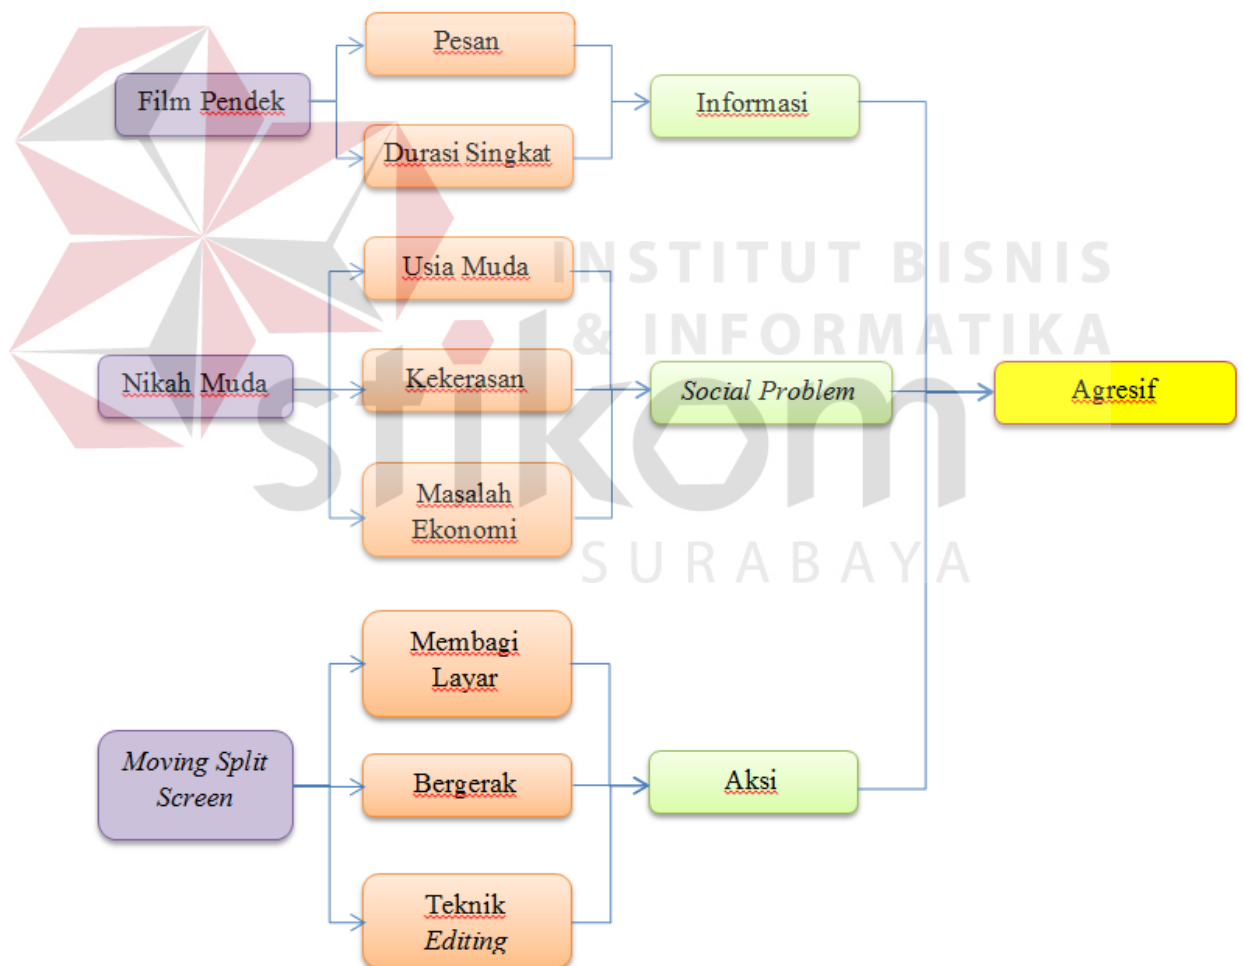 Pesan
Film Pendek
Informasi
Durasi Singkat
Usia Muda
Nikah Muda
Kekerasan
Social Problem
Agresif
Masalah
Ekonomi
Membagi
Layar
Moving Split
Screen
Bergerak
Aksi
Teknik
Editing
INSTITUT BISNIS
& INFORMATIKA
stikom
SURABAYA